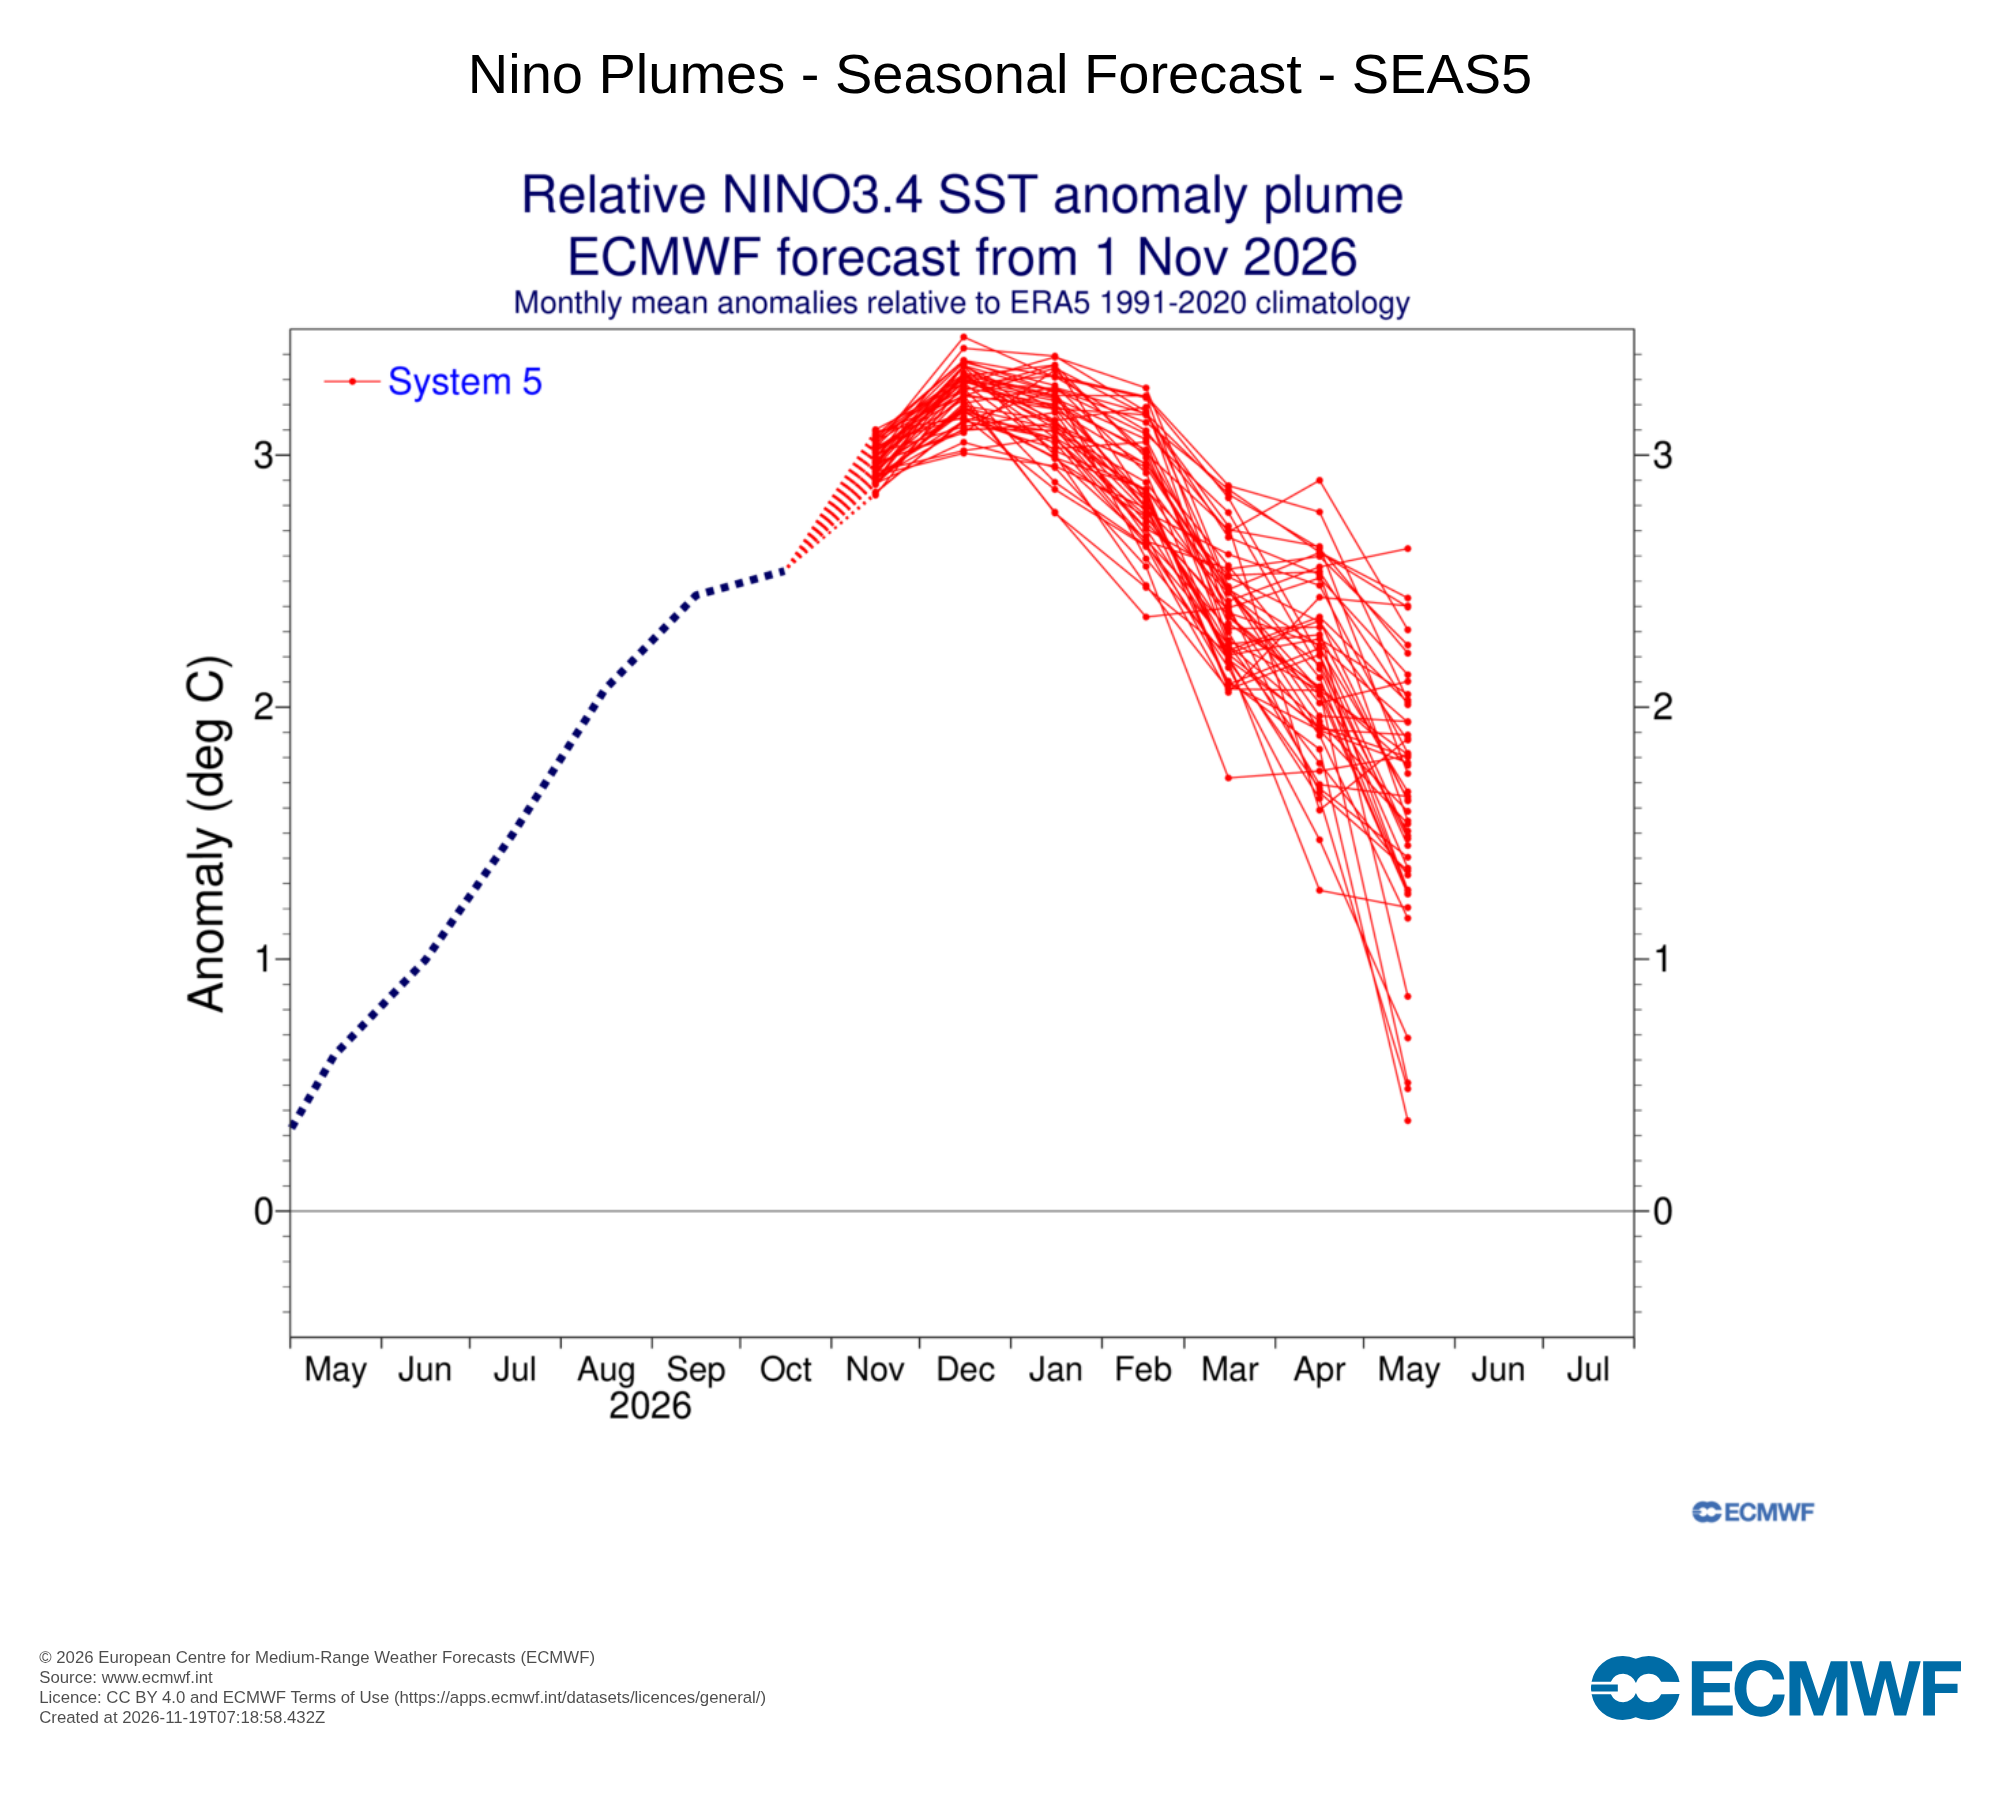 Nino Plumes - Seasonal Forecast - SEAS5
Relative NINO3.4 SST anomaly plume
ECMWF forecast from 1 Nov 2026
Monthly mean anomalies relative to ERA5 1991-2020 climatology
System 5
Anomaly (deg C)
3 3
2 2
1 1
0 0
May Jun Jul Aug Sep Oct Nov Dec Jan Feb Mar Apr May Jun Jul
2026
ECMWF
© 2026 European Centre for Medium-Range Weather Forecasts (ECMWF)
Source: www.ecmwf.int
Licence: CC BY 4.0 and ECMWF Terms of Use (https://apps.ecmwf.int/datasets/licences/general/)
Created at 2026-11-19T07:18:58.432Z
ECMWF